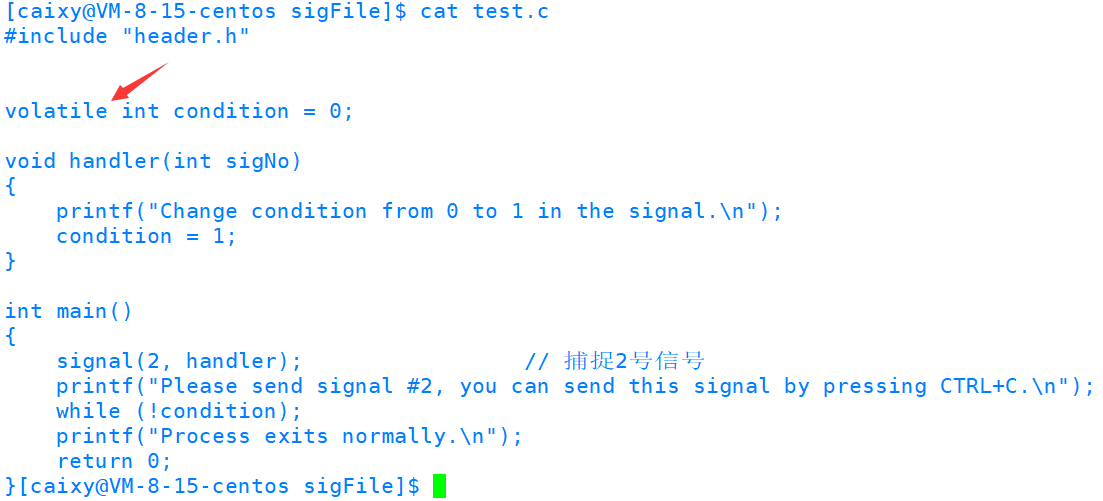 [caixy@VM-8-15-centos sigFile]$ cat test.c
#include "header.h"
volatile int condition = 0;
void handler(int sigNo)
{
    printf("Change condition from 0 to 1 in the signal.\n");
    condition = 1;
}
int main()
{
    signal(2, handler);                 // 捕捉2号信号
    printf("Please send signal #2, you can send this signal by pressing CTRL+C.\n");
    while (!condition);
    printf("Process exits normally.\n");
    return 0;
}[caixy@VM-8-15-centos sigFile]$